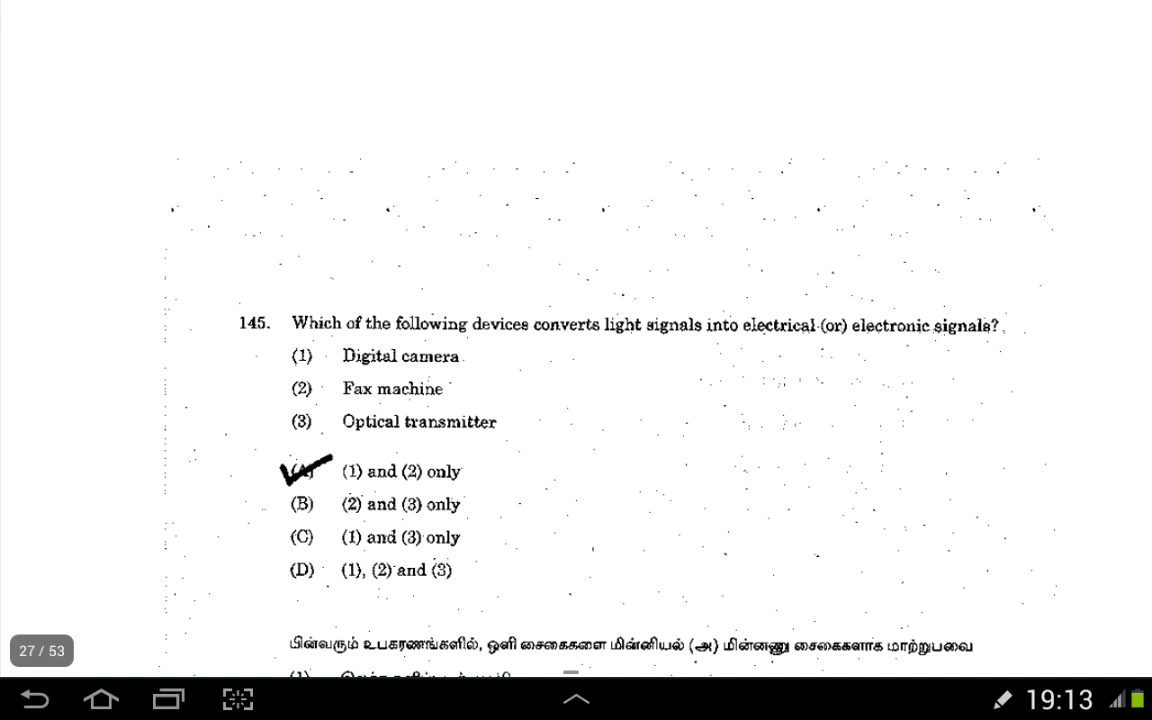 145. Which of the following devices converts light signals into electrical (or) electronic signals?
(1) Digital camera
(2) Fax machine
(3) Optical transmitter
(A) (1) and (2) only
(B) (2) and (3) only
(C) (1) and (3) only
(D) (1), (2) and (3)
பின்வரும் உபகரணங்களில், ஒளி சைகைகளை மின்னியல் (அ) மின்னணு சைகைகளாக மாற்றுபவை
(1)
27 / 53
19:13